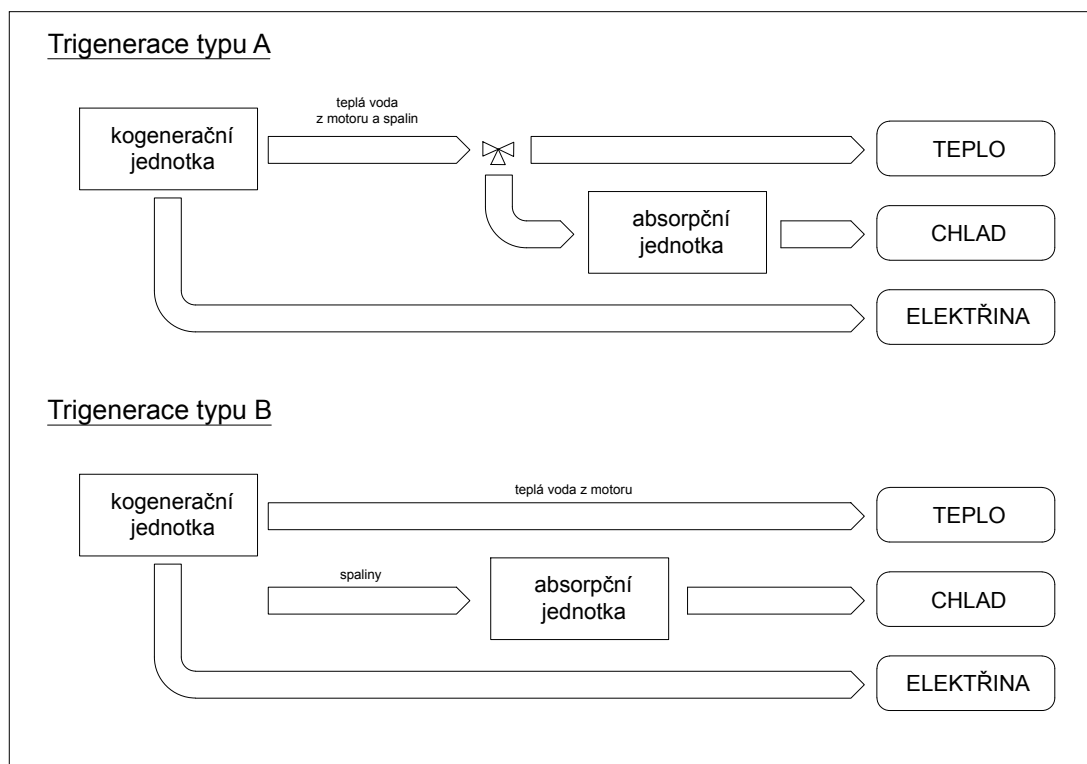 Trigenerace typu A
kogenerační
jednotka
teplá voda
z motoru a spalin
TEPLO
absorpční
jednotka
CHLAD
ELEKTŘINA
Trigenerace typu B
kogenerační
jednotka
teplá voda z motoru
TEPLO
spaliny
absorpční
jednotka
CHLAD
ELEKTŘINA